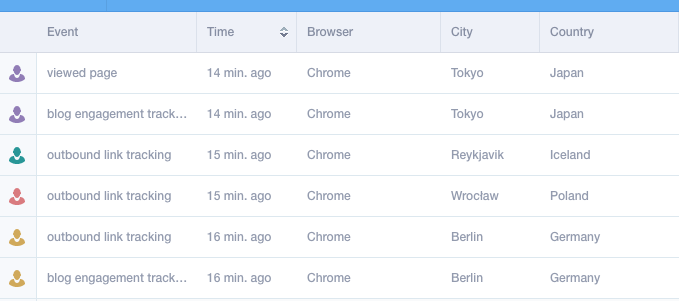 Event Time Browser City Country
viewed page 14 min. ago Chrome Tokyo Japan
blog engagement track... 14 min. ago Chrome Tokyo Japan
outbound link tracking 15 min. ago Chrome Reykjavik Iceland
outbound link tracking 15 min. ago Chrome Wrocław Poland
outbound link tracking 16 min. ago Chrome Berlin Germany
blog engagement track... 16 min. ago Chrome Berlin Germany